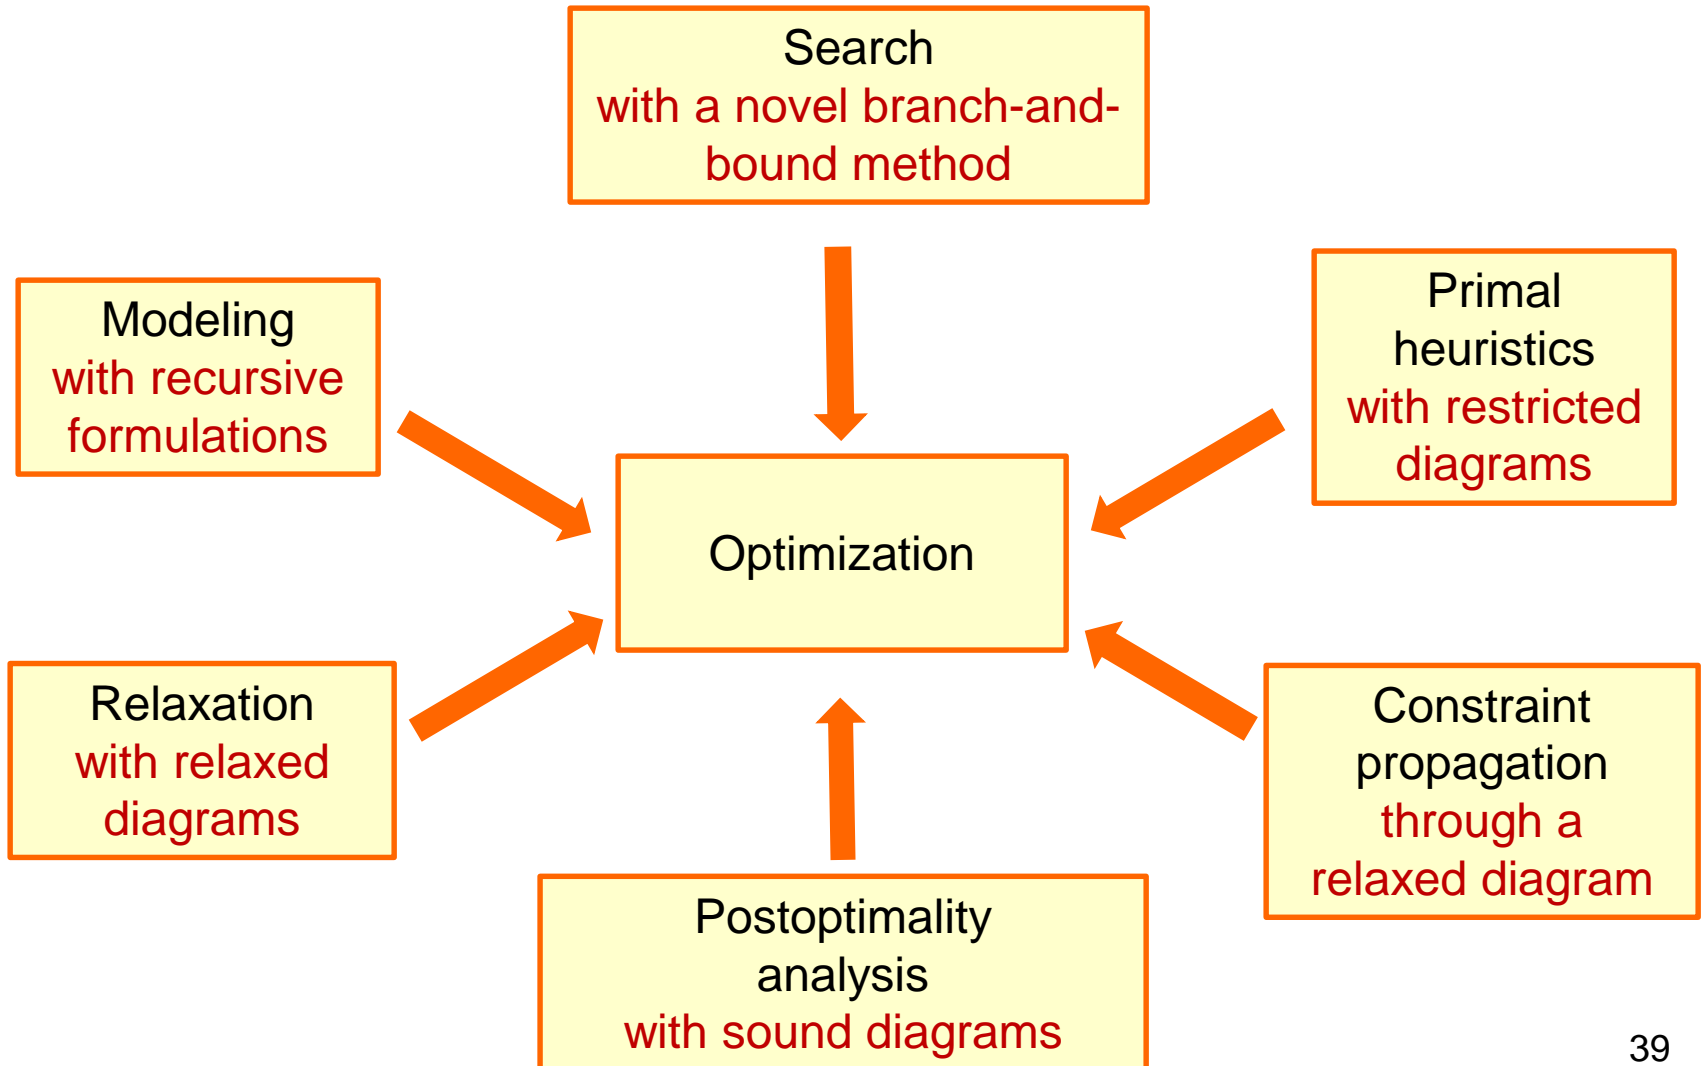 Search
with a novel branch-and-
bound method
Modeling
with recursive
formulations
Primal
heuristics
with restricted
diagrams
Optimization
Relaxation
with relaxed
diagrams
Constraint
propagation
through a
relaxed diagram
Postoptimality
analysis
with sound diagrams
39